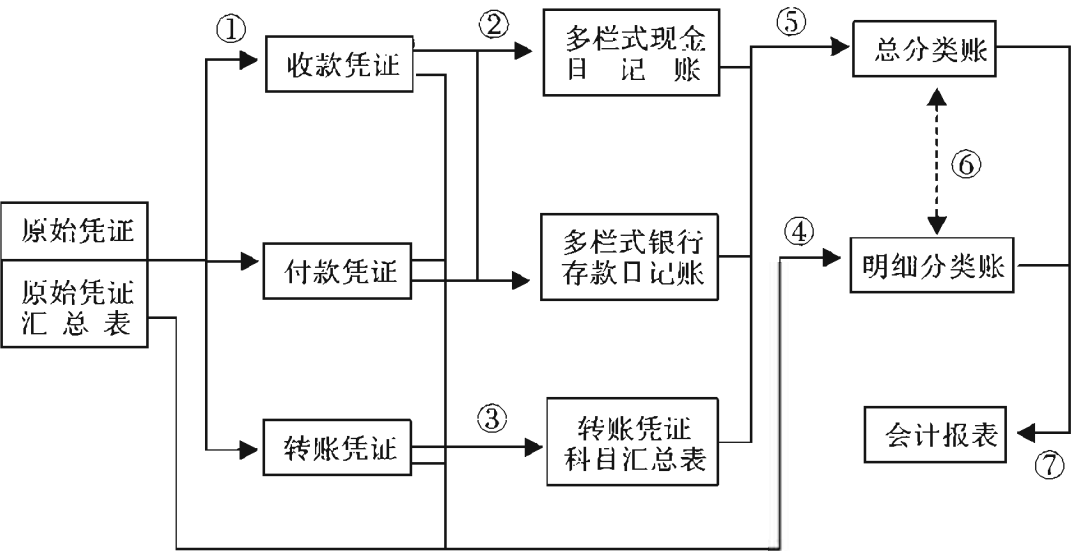 ①
②
⑤
收款凭证
多栏式现金
日记账
总分类账
⑥
原始凭证
原始凭证
汇总表
付款凭证
多栏式银行
存款日记账
④
明细分类账
转账凭证
③
转账凭证
科目汇总表
会计报表
⑦